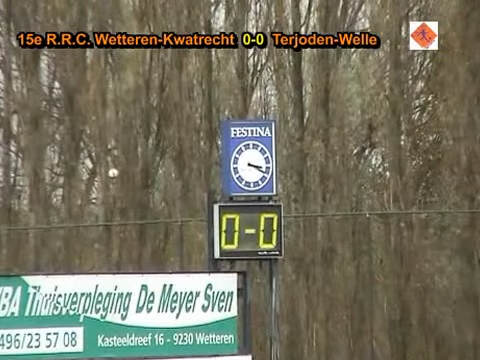 15e R.R.C. Wetteren-Kwatrecht 0-0 Terjoden-Welle
FESTINA
0-0
BA Thuisverpleging De Meyer Sven
496/23 57 08 Kasteeldreef 16 - 9230 Wetteren